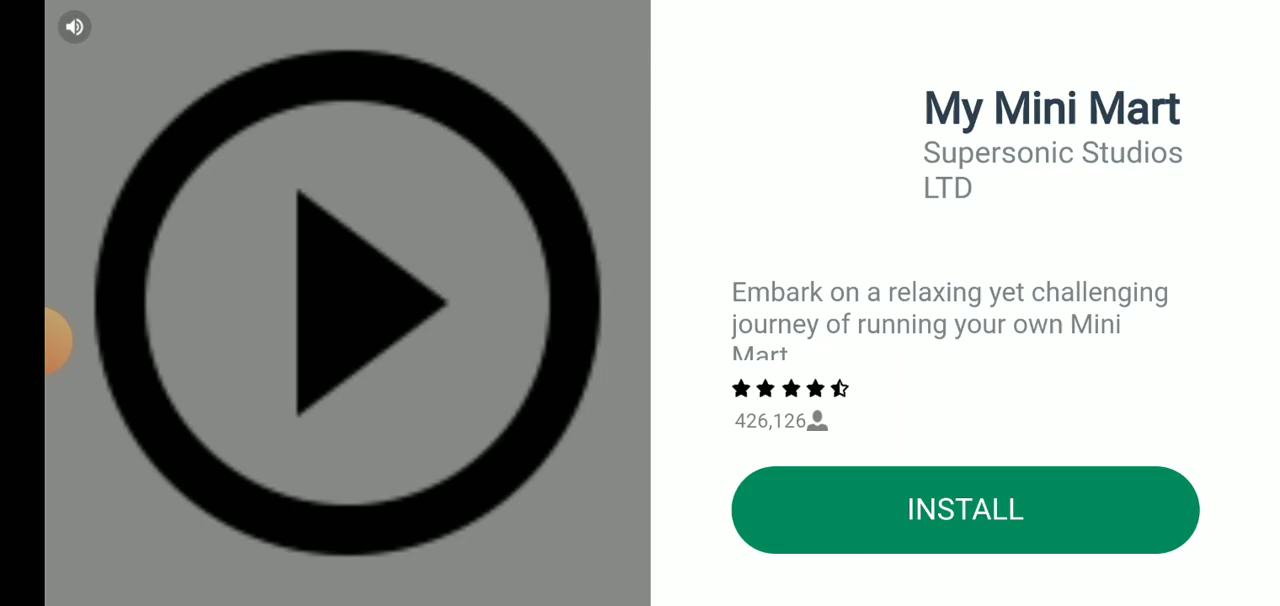 My Mini Mart
Supersonic Studios
LTD
Embark on a relaxing yet challenging
journey of running your own Mini
Mart
426,126
INSTALL